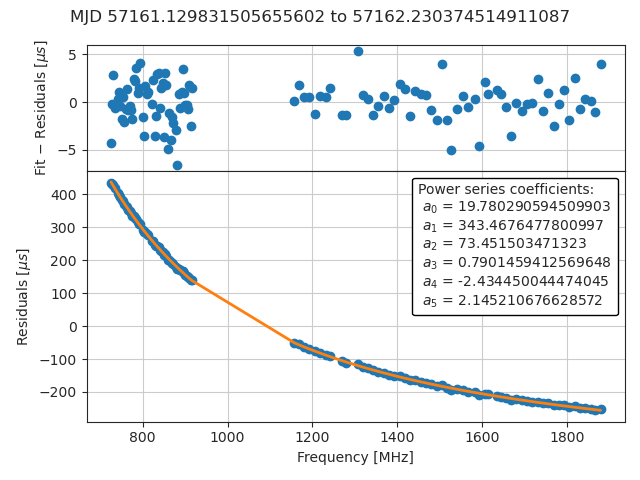 MJD 57161.129831505655602 to 57162.230374514911087
Fit − Residuals [μs]
5
0
−5
Residuals [μs]
400
300
200
100
0
−100
−200
Power series coefficients:
a0 = 19.780290594509903
a1 = 343.4676477800997
a2 = 73.451503471323
a3 = 0.7901459412569648
a4 = -2.434450044474045
a5 = 2.145210676628572
800
1000
1200
1400
1600
1800
Frequency [MHz]